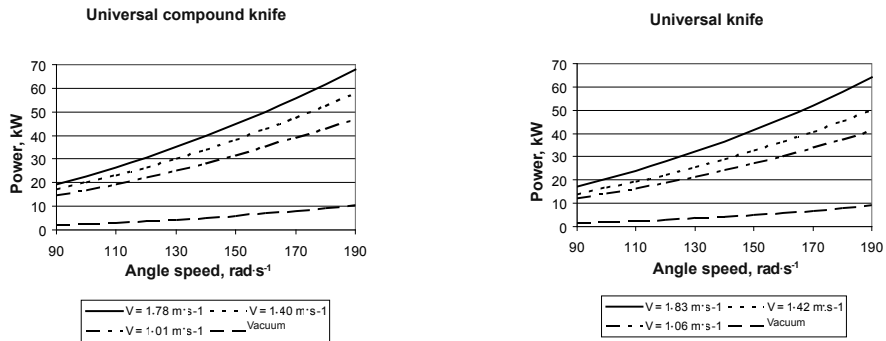 Universal compound knife
Power, kW
70
60
50
40
30
20
10
0
90 110 130 150 170 190
Angle speed, rad·s-1
V = 1·78 m·s-1 V = 1·40 m·s-1
V = 1·01 m·s-1 Vacuum
Universal knife
Power, kW
70
60
50
40
30
20
10
0
90 110 130 150 170 190
Angle speed, rad·s-1
V = 1·83 m·s-1 V = 1·42 m·s-1
V = 1·06 m·s-1 Vacuum